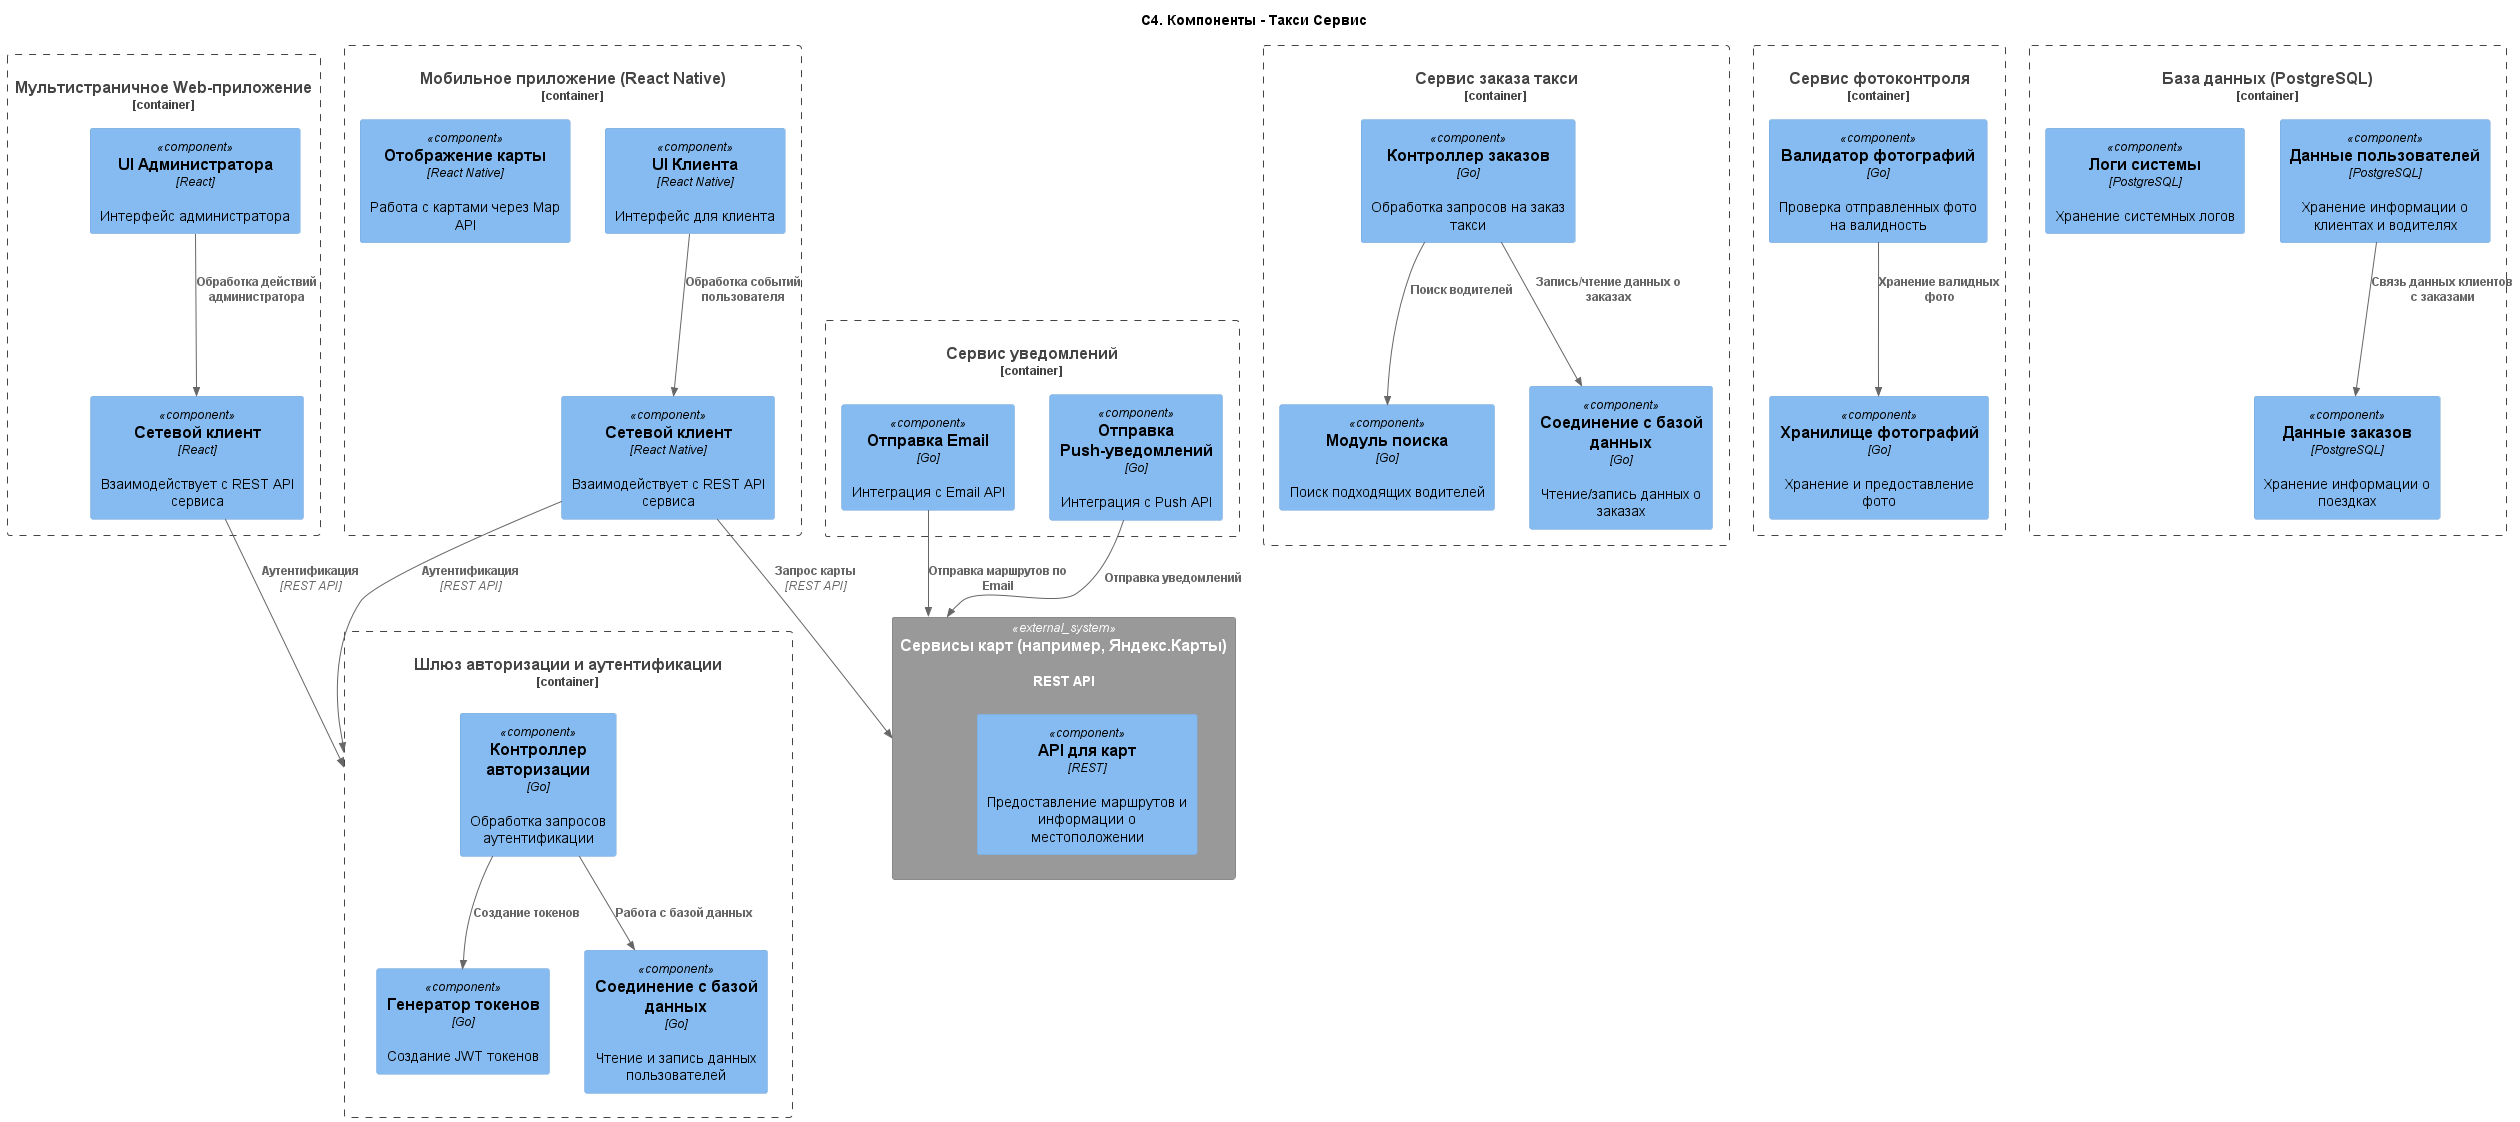 C4. Компоненты - Такси Сервис
Мультистраничное Web-приложение
[container]
«component»
UI Администратора
[React]
Интерфейс администратора
Обработка действий
администратора
«component»
Сетевой клиент
[React]
Взаимодействует с REST API
сервиса
Мобильное приложение (React Native)
[container]
«component»
Отображение карты
[React Native]
Работа с картами через Map
API
«component»
UI Клиента
[React Native]
Интерфейс для клиента
Обработка событий
пользователя
«component»
Сетевой клиент
[React Native]
Взаимодействует с REST API
сервиса
Сервис уведомлений
[container]
«component»
Отправка Email
[Go]
Интеграция с Email API
«component»
Отправка
Push-уведомлений
[Go]
Интеграция с Push API
Сервис заказа такси
[container]
«component»
Контроллер заказов
[Go]
Обработка запросов на заказ
такси
Поиск водителей
Запись/чтение данных о
заказах
«component»
Модуль поиска
[Go]
Поиск подходящих водителей
«component»
Соединение с базой
данных
[Go]
Чтение/запись данных о
заказах
Сервис фотоконтроля
[container]
«component»
Валидатор фотографий
[Go]
Проверка отправленных фото
на валидность
Хранение валидных
фото
«component»
Хранилище фотографий
[Go]
Хранение и предоставление
фото
База данных (PostgreSQL)
[container]
«component»
Логи системы
[PostgreSQL]
Хранение системных логов
«component»
Данные пользователей
[PostgreSQL]
Хранение информации о
клиентах и водителях
Связь данных клиентов
с заказами
«component»
Данные заказов
[PostgreSQL]
Хранение информации о
поездках
Аутентификация
[REST API]
Аутентификация
[REST API]
Запрос карты
[REST API]
Отправка маршрутов по
Email
Отправка уведомлений
Шлюз авторизации и аутентификации
[container]
«component»
Контроллер
авторизации
[Go]
Обработка запросов
аутентификации
Создание токенов
Работа с базой данных
«component»
Генератор токенов
[Go]
Создание JWT токенов
«component»
Соединение с базой
данных
[Go]
Чтение и запись данных
пользователей
«external_system»
Сервисы карт (например, Яндекс.Карты)
REST API
«component»
API для карт
[REST]
Предоставление маршрутов и
информации о
местоположении